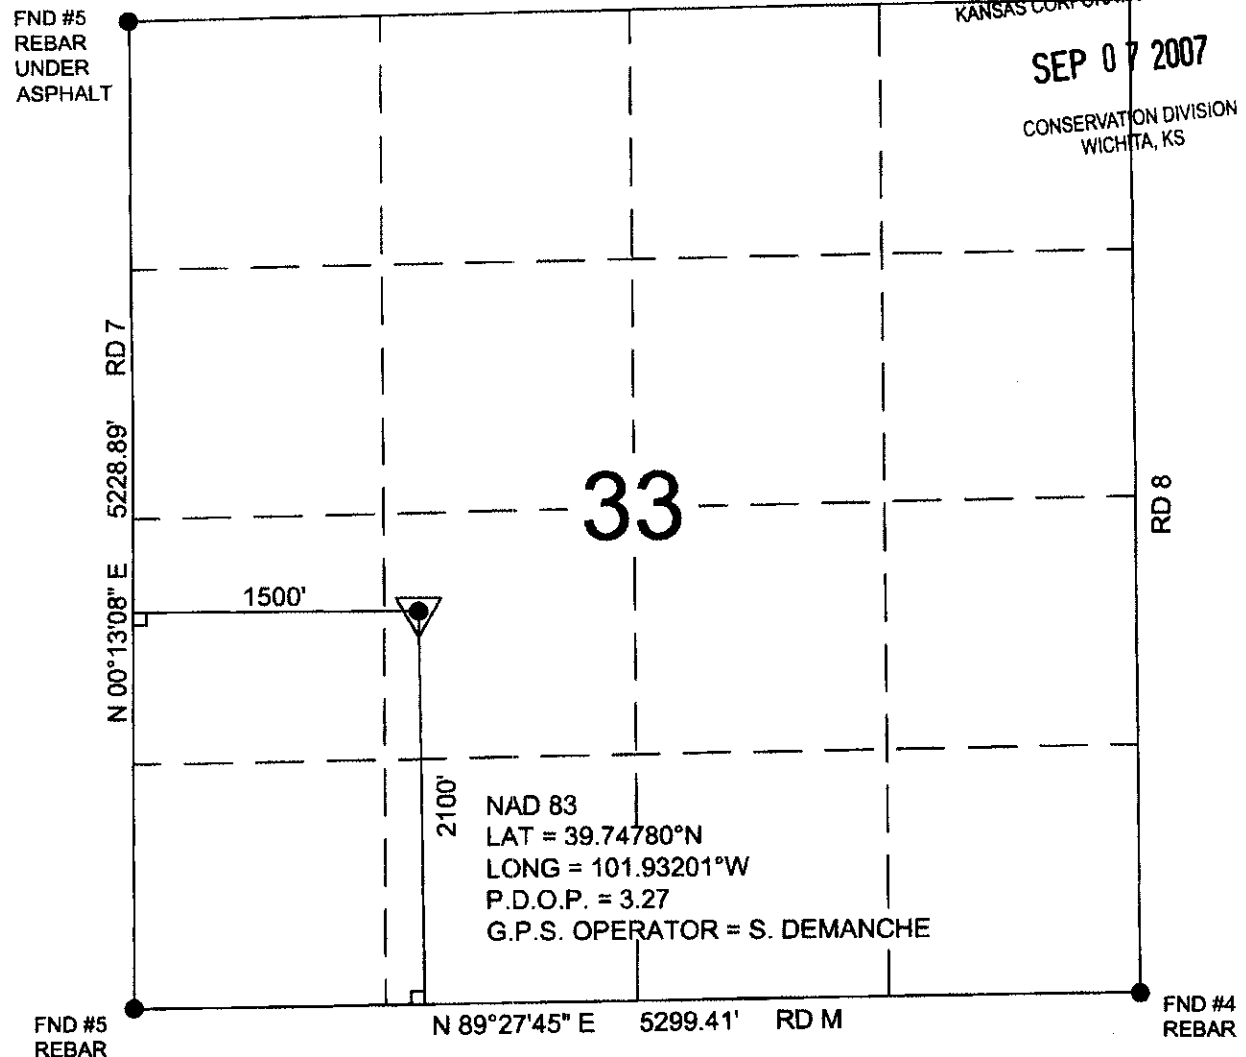 FND #5
REBAR
UNDER
ASPHALT
KANSAS
SEP 07 2007
CONSERVATION DIVISION
WICHITA, KS
RD 7
5228.89'
N 00°13'08" E
33
RD 8
1500'
2100'
NAD 83
LAT = 39.74780°N
LONG = 101.93201°W
P.D.O.P. = 3.27
G.P.S. OPERATOR = S. DEMANCHE
FND #5
REBAR
N 89°27'45" E 5299.41' RD M
FND #4
REBAR